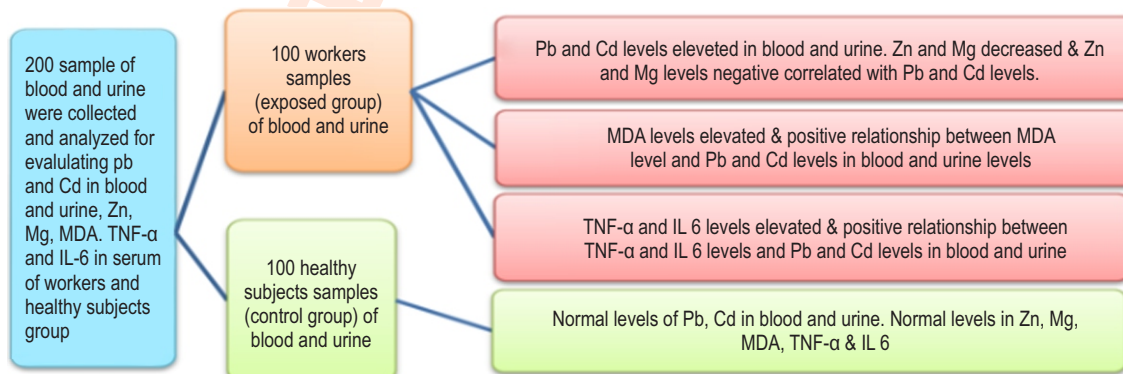 200 sample of
blood and urine
were collected
and analyzed for
evalulating pb
and Cd in blood
and urine, Zn,
Mg, MDA. TNF-α
and IL-6 in serum
of workers and
healthy subjects
group
100 workers
samples
(exposed group)
of blood and urine
100 healthy
subjects samples
(control group) of
blood and urine
Pb and Cd levels eleveted in blood and urine. Zn and Mg decreased & Zn
and Mg levels negative correlated with Pb and Cd levels.
MDA levels elevated & positive relationship between MDA
level and Pb and Cd levels in blood and urine levels
TNF-α and IL 6 levels elevated & positive relationship between
TNF-α and IL 6 levels and Pb and Cd levels in blood and urine
Normal levels of Pb, Cd in blood and urine. Normal levels in Zn, Mg,
MDA, TNF-α & IL 6